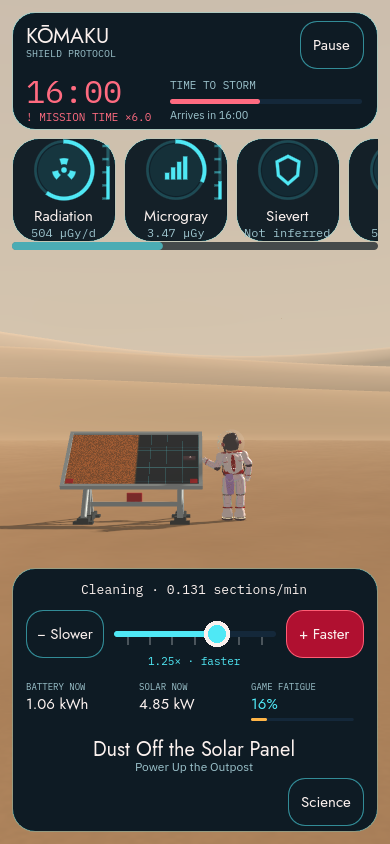 KŌMAKU
SHIELD PROTOCOL
Pause
16:00
! MISSION TIME ×6.0
TIME TO STORM
Arrives in 16:00
Radiation
504 µGy/d
Microgray
3.47 µGy
Sievert
Not inferred
5
Cleaning · 0.131 sections/min
− Slower
+ Faster
1.25× · faster
BATTERY NOW
1.06 kWh
SOLAR NOW
4.85 kW
GAME FATIGUE
16%
Dust Off the Solar Panel
Power Up the Outpost
Science